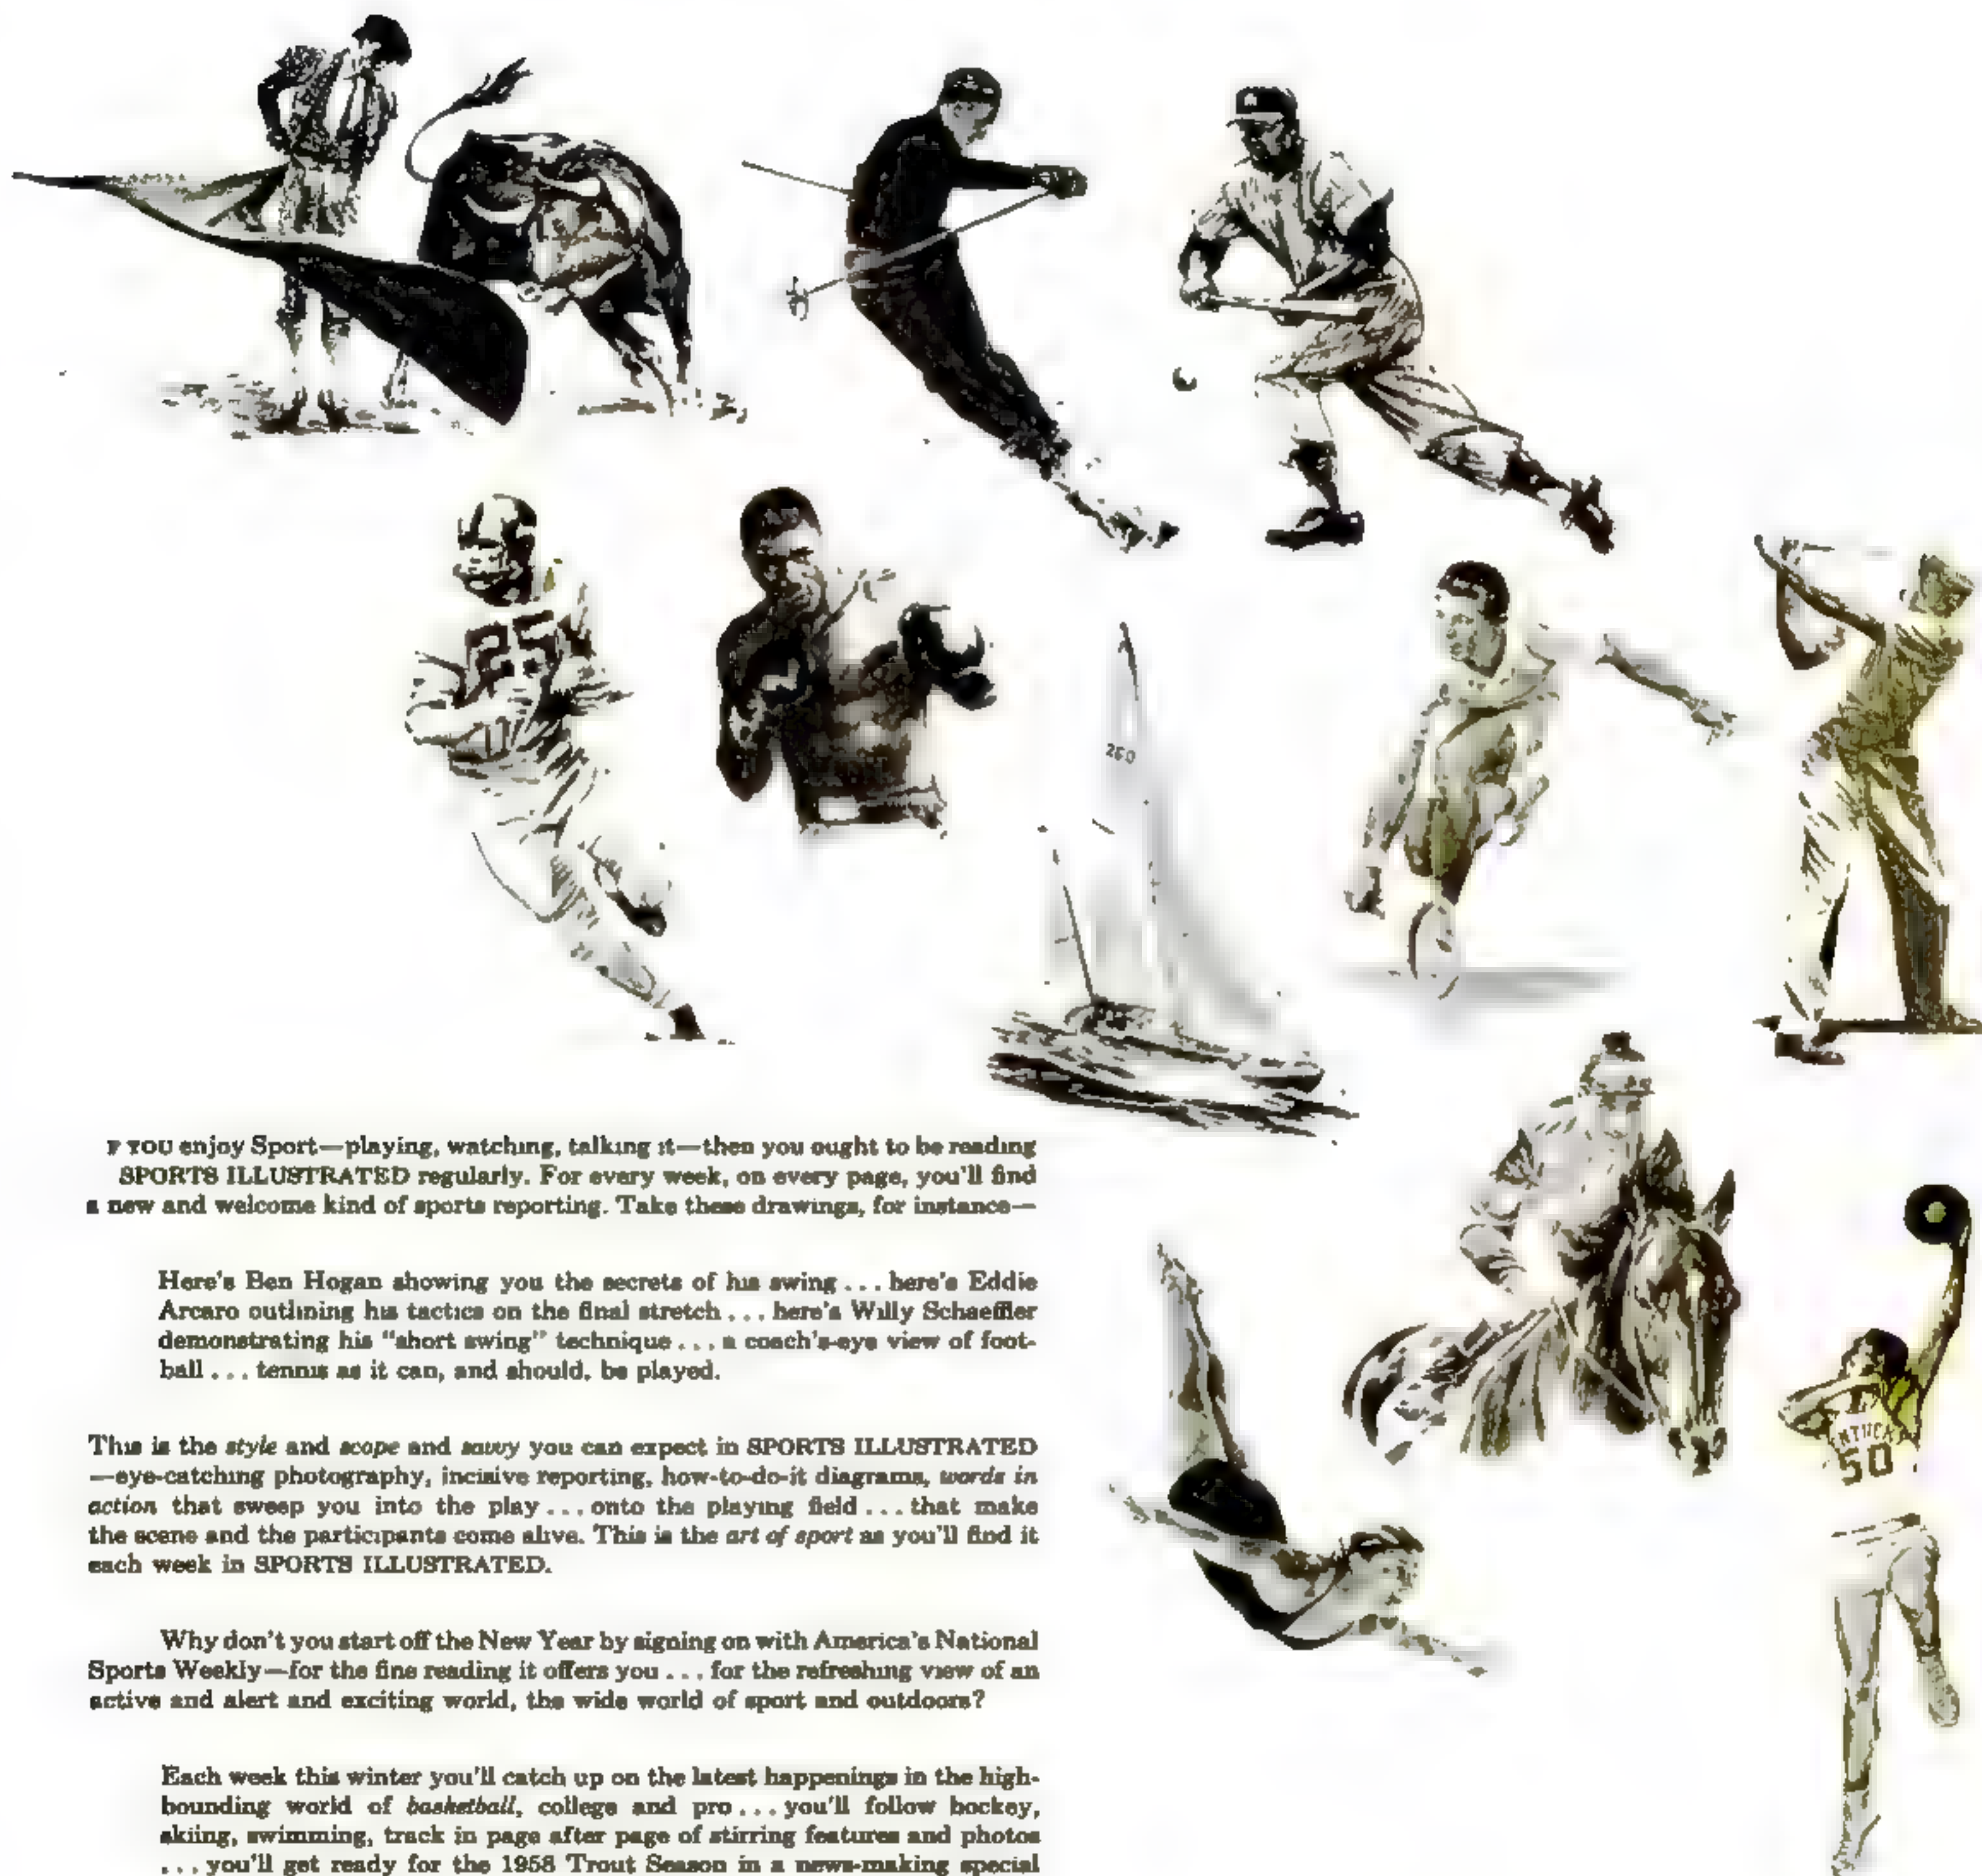 25
260
F YOU enjoy Sport—playing, watching, talking it—then you ought to be reading
SPORTS ILLUSTRATED regularly. For every week, on every page, you'll find
a new and welcome kind of sports reporting. Take these drawings, for instance—
Here's Ben Hogan showing you the secrets of his swing . . . here's Eddie
Arcaro outlining his tactics on the final stretch . . . here's Willy Schaeffler
demonstrating his "short swing" technique . . . a coach's-eye view of foot-
ball . . . tennis as it can, and should, be played.
This is the style and scope and savvy you can expect in SPORTS ILLUSTRATED
—eye-catching photography, incisive reporting, how-to-do-it diagrams, words in
action that sweep you into the play . . . onto the playing field . . . that make
the scene and the participants come alive. This is the art of sport as you'll find it
each week in SPORTS ILLUSTRATED.
Why don't you start off the New Year by signing on with America's National
Sports Weekly—for the fine reading it offers you . . . for the refreshing view of an
active and alert and exciting world, the wide world of sport and outdoors?
Each week this winter you'll catch up on the latest happenings in the high-
bounding world of basketball, college and pro . . . you'll follow hockey,
skiing, swimming, track in page after page of stirring features and photos
. . . you'll get ready for the 1958 Trout Season in a news-making special
NTUCK
50